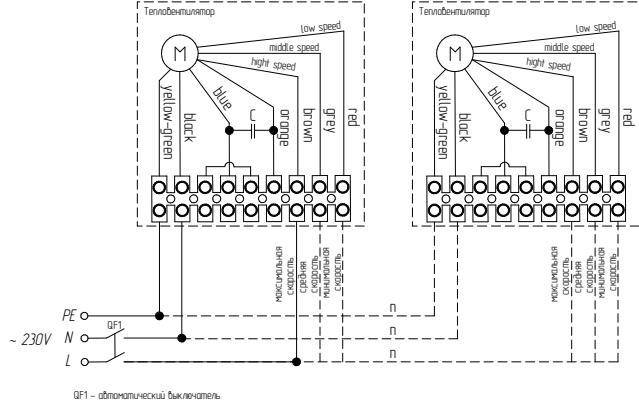 Тепловентилятор
Тепловентилятор
low speed
middle speed
hight speed
M
yellow-green
black
blue
C
orange
brown
grey
red
low speed
middle speed
hight speed
M
yellow-green
black
blue
C
orange
brown
grey
red
максимальная
скорость
средняя
скорость
минимальная
скорость
максимальная
скорость
средняя
скорость
минимальная
скорость
PE
n
QF1
~ 230V
N
n
L
n
QF1 – автоматический выключатель